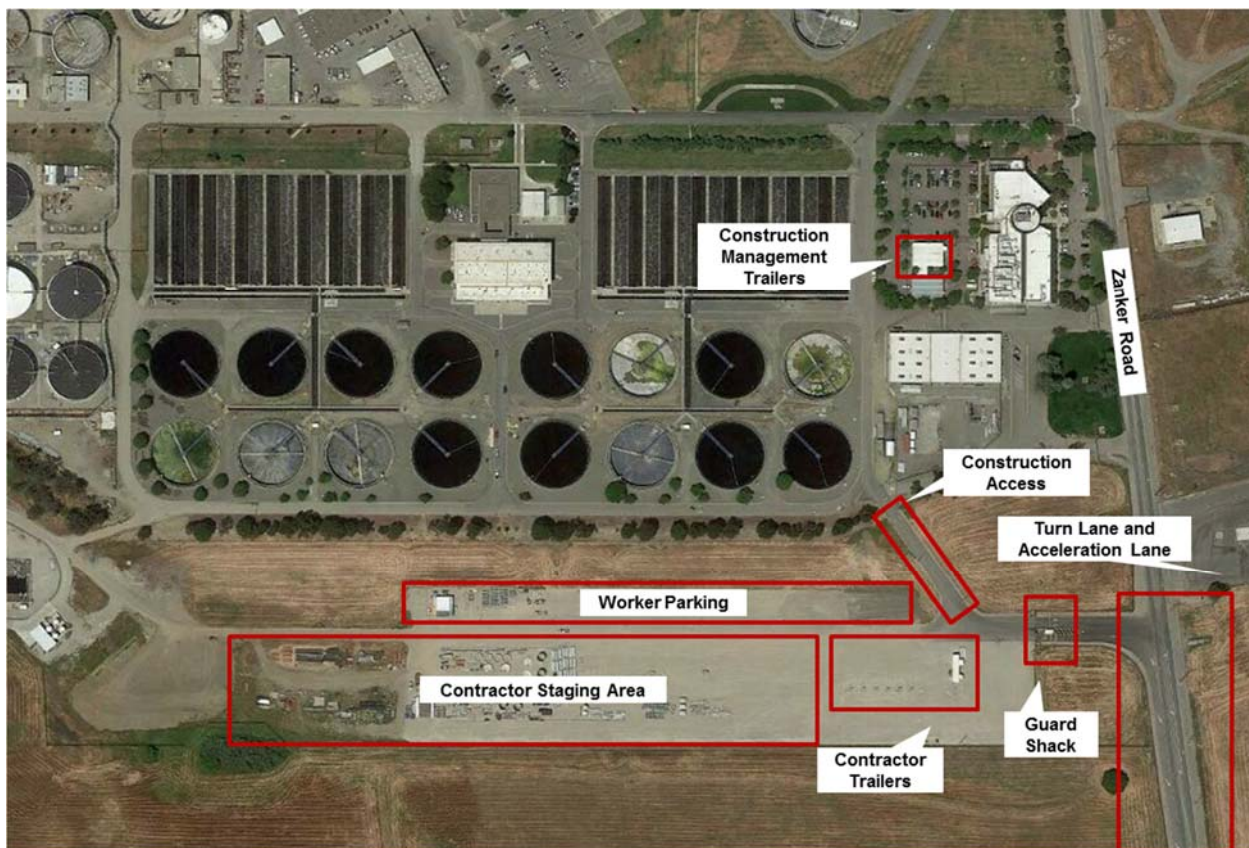 Construction
Management
Trailers
Zanker Road
Construction
Access
Turn Lane and
Acceleration Lane
Worker Parking
Contractor Staging Area
Guard
Shack
Contractor
Trailers